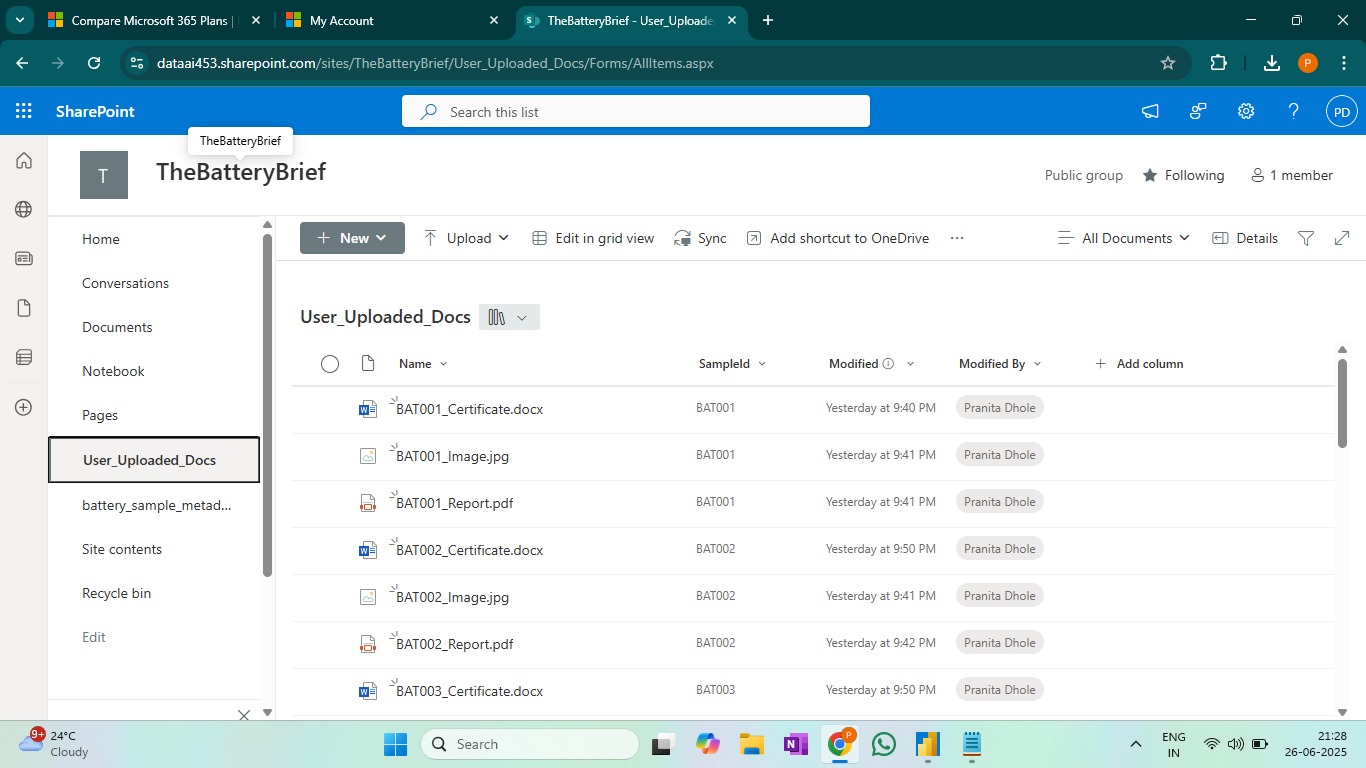 Compare Microsoft 365 Plans |
My Account
TheBatteryBrief - User_Uploade
dataai453.sharepoint.com/sites/TheBatteryBrief/User_Uploaded_Docs/Forms/AllItems.aspx
P
SharePoint
Search this list
PD
TheBatteryBrief
T
TheBatteryBrief
Public group
Following
1 member
Home
Conversations
Documents
Notebook
Pages
User_Uploaded_Docs
battery_sample_metad...
Site contents
Recycle bin
Edit
New
Upload
Edit in grid view
Sync
Add shortcut to OneDrive
All Documents
Details
User_Uploaded_Docs
Name SampleId Modified Modified By Add column
BAT001_Certificate.docx BAT001 Yesterday at 9:40 PM Pranita Dhole
BAT001_Image.jpg BAT001 Yesterday at 9:41 PM Pranita Dhole
BAT001_Report.pdf BAT001 Yesterday at 9:41 PM Pranita Dhole
BAT002_Certificate.docx BAT002 Yesterday at 9:50 PM Pranita Dhole
BAT002_Image.jpg BAT002 Yesterday at 9:41 PM Pranita Dhole
BAT002_Report.pdf BAT002 Yesterday at 9:42 PM Pranita Dhole
BAT003_Certificate.docx BAT003 Yesterday at 9:50 PM Pranita Dhole
9+
24°C
Cloudy
Search
P
ENG
IN
21:28
26-06-2025